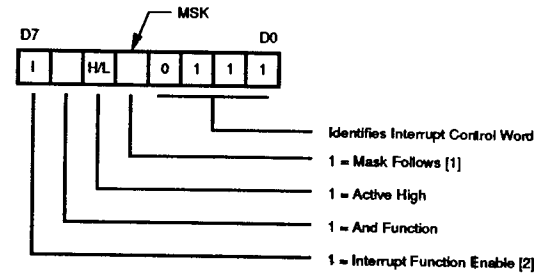 MSK
D7 D0
I H/L 0 1 1 1
Identifies Interrupt Control Word
1 = Mask Follows [1]
1 = Active High
1 = And Function
1 = Interrupt Function Enable [2]